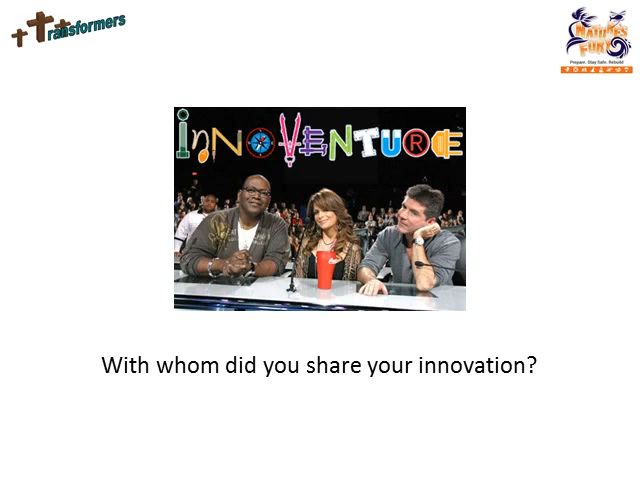 Transformers
NATURE'S
FURY
Prepare. Stay Safe. Rebuild.
INNOVENTURE
With whom did you share your innovation?